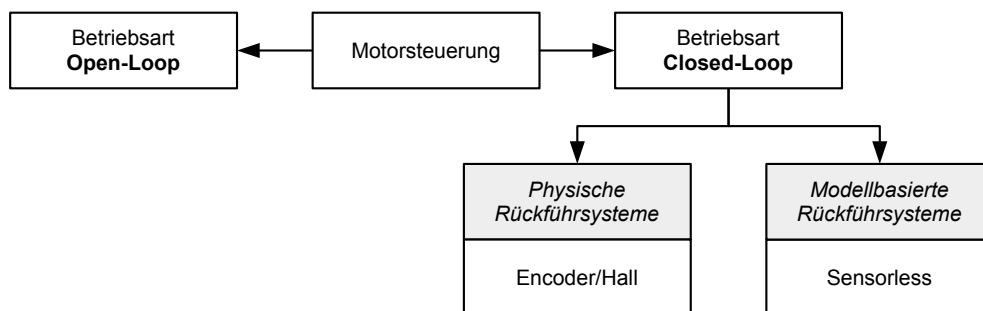 Betriebsart
Open-Loop
Motorsteuerung
Betriebsart
Closed-Loop
Physische
Rückführsysteme
Modellbasierte
Rückführsysteme
Encoder/Hall
Sensorless